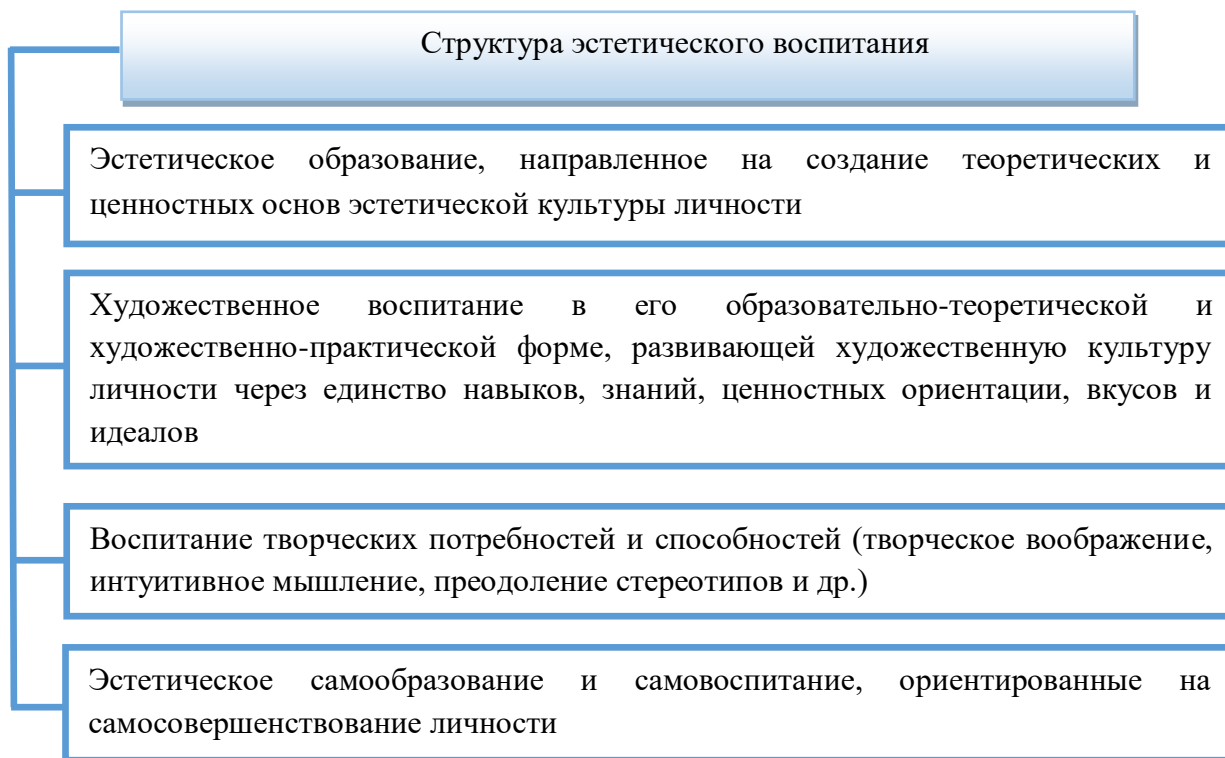 Структура эстетического воспитания
Эстетическое образование, направленное на создание теоретических и
ценностных основ эстетической культуры личности
Художественное воспитание в его образовательно-теоретической и
художественно-практической форме, развивающей художественную культуру
личности через единство навыков, знаний, ценностных ориентации, вкусов и
идеалов
Воспитание творческих потребностей и способностей (творческое воображение,
интуитивное мышление, преодоление стереотипов и др.)
Эстетическое самообразование и самовоспитание, ориентированные на
самосовершенствование личности